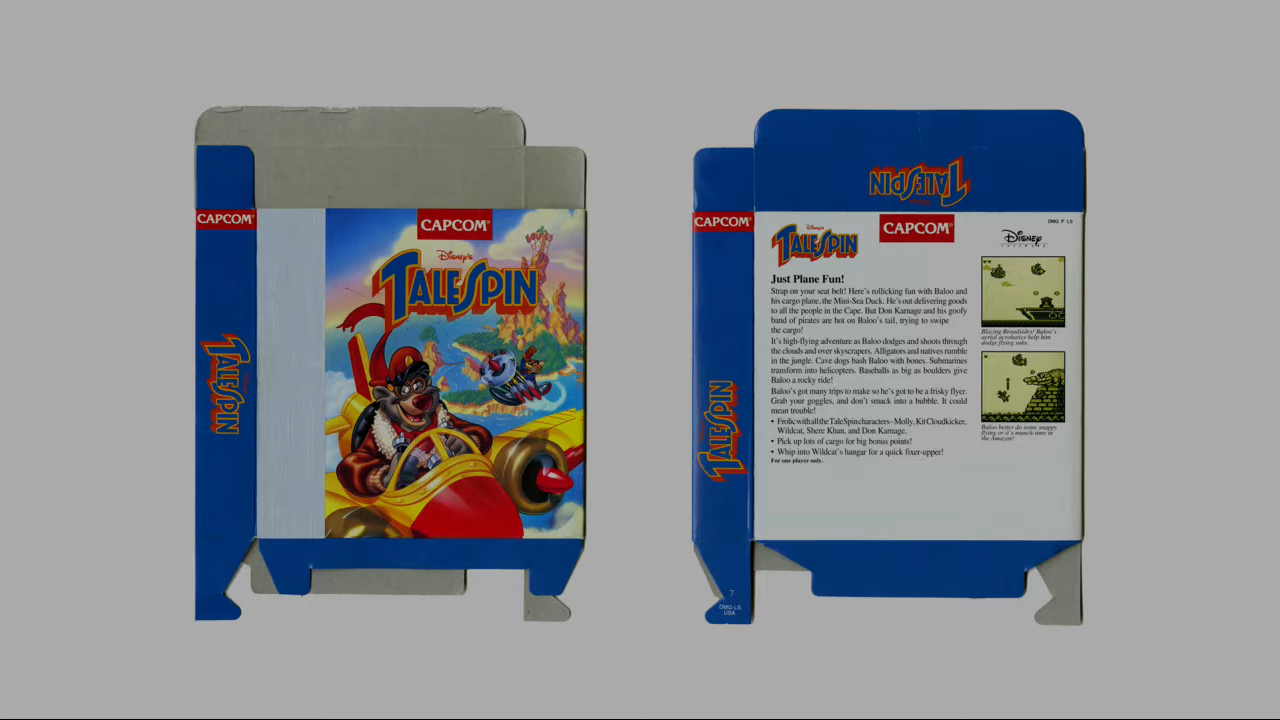 CAPCOM®
TALESPIN
CAPCOM®
Disney's
TALESPIN
CAPCOM®
TALESPIN
TALESPIN
Disney's
TALESPIN
CAPCOM®
DMG P LS
Disney
SOFTWARE
Just Plane Fun!
Strap on your seat belt! Here's rollicking fun with Baloo and
his cargo plane, the Mini-Sea Duck. He's out delivering goods
to all the people in the Cape. But Don Karnage and his goofy
band of pirates are hot on Baloo's tail, trying to swipe
the cargo!
It's high-flying adventure as Baloo dodges and shoots through
the clouds and over skyscrapers. Alligators and natives rumble
in the jungle. Cave dogs bash Baloo with bones. Submarines
transform into helicopters. Baseballs as big as boulders give
Baloo a rocky ride!
Baloo's got many trips to make so he's got to be a frisky flyer.
Grab your goggles, and don't smack into a bubble. It could
mean trouble!
• Frolic with all the TaleSpin characters–Molly, Kit Cloudkicker,
Wildcat, Shere Khan, and Don Karnage.
• Pick up lots of cargo for big bonus points!
• Whip into Wildcat's hangar for a quick fixer-upper!
For one player only.
Blazing Broadsides! Baloo's
aerial acrobatics help him
dodge flying subs.
Baloo better do some snappy
flying or it's munch-time in
the Amazan!
7
DMG-LS
USA